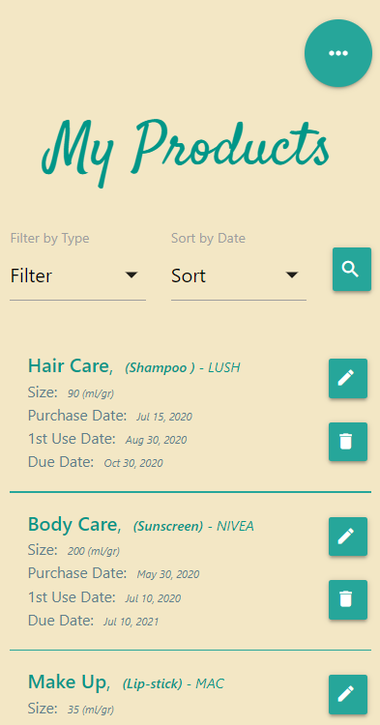 My Products
Filter by Type Sort by Date
Filter Sort
Hair Care, (Shampoo ) - LUSH
Size: 90 (ml/gr)
Purchase Date: Jul 15, 2020
1st Use Date: Aug 30, 2020
Due Date: Oct 30, 2020
Body Care, (Sunscreen) - NIVEA
Size: 200 (ml/gr)
Purchase Date: May 30, 2020
1st Use Date: Jul 10, 2020
Due Date: Jul 10, 2021
Make Up, (Lip-stick) - MAC
Size: 35 (ml/gr)